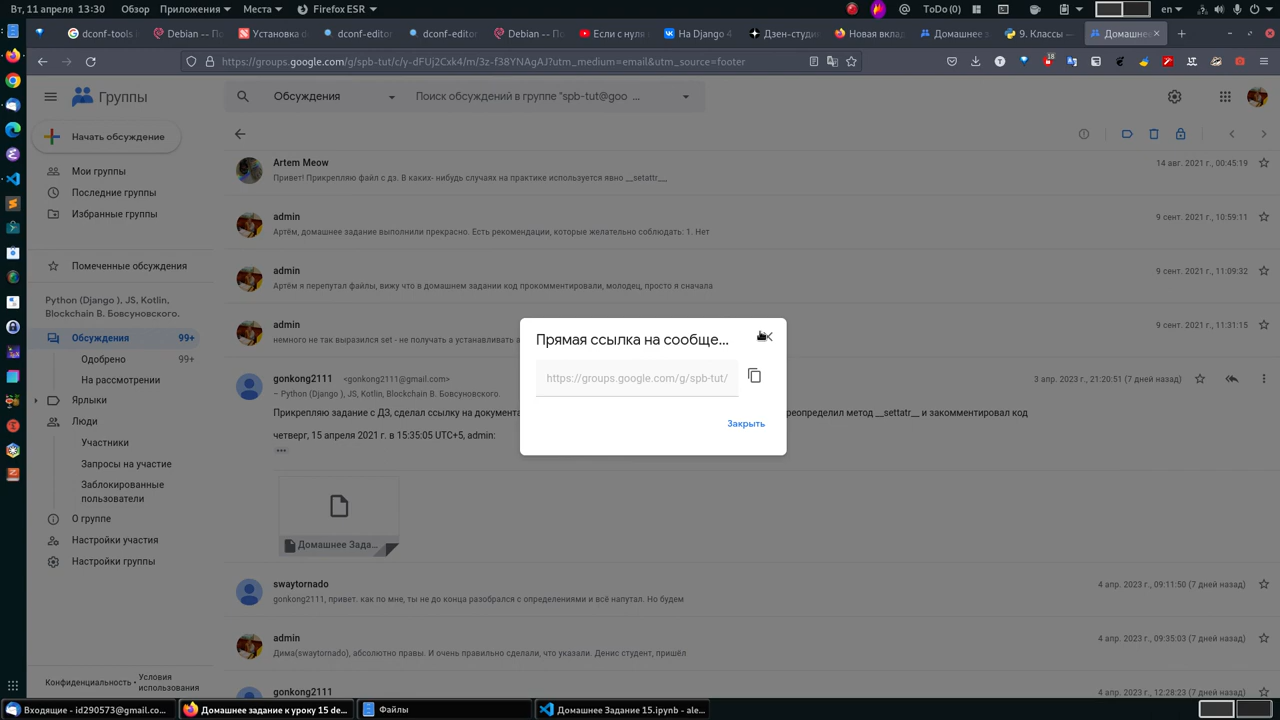 Вт, 11 апреля 13:30
Обзор
Приложения
Места
Firefox ESR
ToDo (0)
en
dconf-tools
Debian -- По
Установка d
dconf-editor
dconf-editor
Debian -- По
Если с нуля
На Django 4
Дзен-студи
Новая вклад
Домашнее з
9. Классы —
Домашнее
https://groups.google.com/g/spb-tut/c/y-dFUj2Cxk4/m/3z-f38YNAgAJ?utm_medium=email&utm_source=footer
18
Группы
Обсуждения
Поиск обсуждений в группе "spb-tut@goo ...
Начать обсуждение
Мои группы
Последние группы
Избранные группы
Помеченные обсуждения
Python (Django ), JS, Kotlin,
Blockchain В. Бовсуновского.
Обсуждения 99+
Одобрено 99+
На рассмотрении
Ярлыки
Люди
Участники
Запросы на участие
Заблокированные
пользователи
О группе
Настройки участия
Настройки группы
Конфиденциальность • Условия
использования
Artem Meow
14 авг. 2021 г., 00:45:19
Привет! Прикрепляю файл с дз. В каких- нибудь случаях на практике используется явно __setattr__
admin
9 сент. 2021 г., 10:59:11
Артём, домашнее задание выполнили прекрасно. Есть рекомендации, которые желательно соблюдать: 1. Нет
admin
9 сент. 2021 г., 11:09:32
Артём я перепутал файлы, вижу что в домашнем задании код прокомментировали, молодец, просто я сначала
admin
9 сент. 2021 г., 11:31:15
немного не так выразился set - не получать а устанавливать а
gonkong2111 <gonkong2111@gmail.com>
3 апр. 2023 г., 21:20:51 (7 дней назад)
– Python (Django ), JS, Kotlin, Blockchain В. Бовсуновского.
Прикрепляю задание с ДЗ, сделал ссылку на документа
реопределил метод __settatr__ и закомментировал код
четверг, 15 апреля 2021 г. в 15:35:05 UTC+5, admin:
Домашнее Зада...
swaytornado
4 апр. 2023 г., 09:11:50 (7 дней назад)
gonkong2111, привет. как по мне, ты не до конца разобрался с определениями и всё напутал. Но будем
admin
4 апр. 2023 г., 09:35:03 (7 дней назад)
Дима(swaytornado), абсолютно правы. И очень правильно сделали, что указали. Денис студент, пришёл
gonkong2111
4 апр. 2023 г., 12:28:23 (7 дней назад)
Прямая ссылка на сообще...
https://groups.google.com/g/spb-tut/
Закрыть
Входящие - id290573@gmail.co...
Домашнее задание к уроку 15 de...
Файлы
Домашнее Задание 15.ipynb - ale...